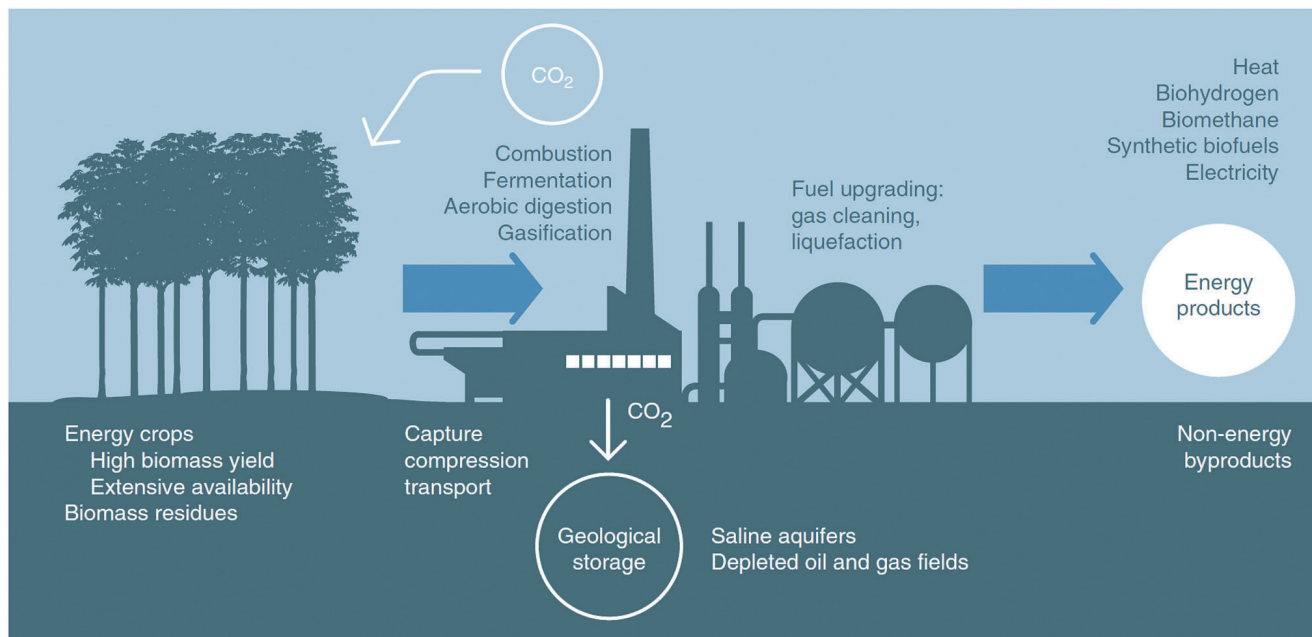 CO₂
Combustion
Fermentation
Aerobic digestion
Gasification
Fuel upgrading:
gas cleaning,
liquefaction
Heat
Biohydrogen
Biomethane
Synthetic biofuels
Electricity
Energy
products
Energy crops
High biomass yield
Extensive availability
Biomass residues
Capture
compression
transport
CO₂
Geological
storage
Saline aquifers
Depleted oil and gas fields
Non-energy
byproducts